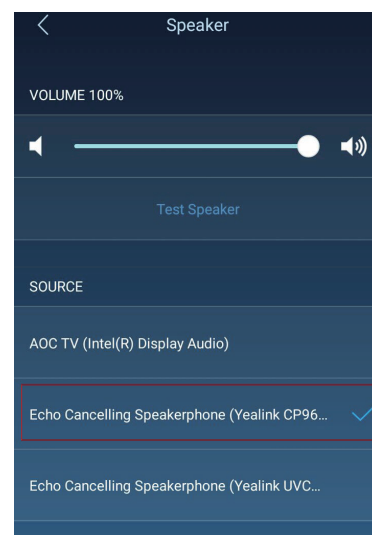 Speaker
VOLUME 100%
Test Speaker
SOURCE
AOC TV (Intel(R) Display Audio)
Echo Cancelling Speakerphone (Yealink CP96...
Echo Cancelling Speakerphone (Yealink UVC...